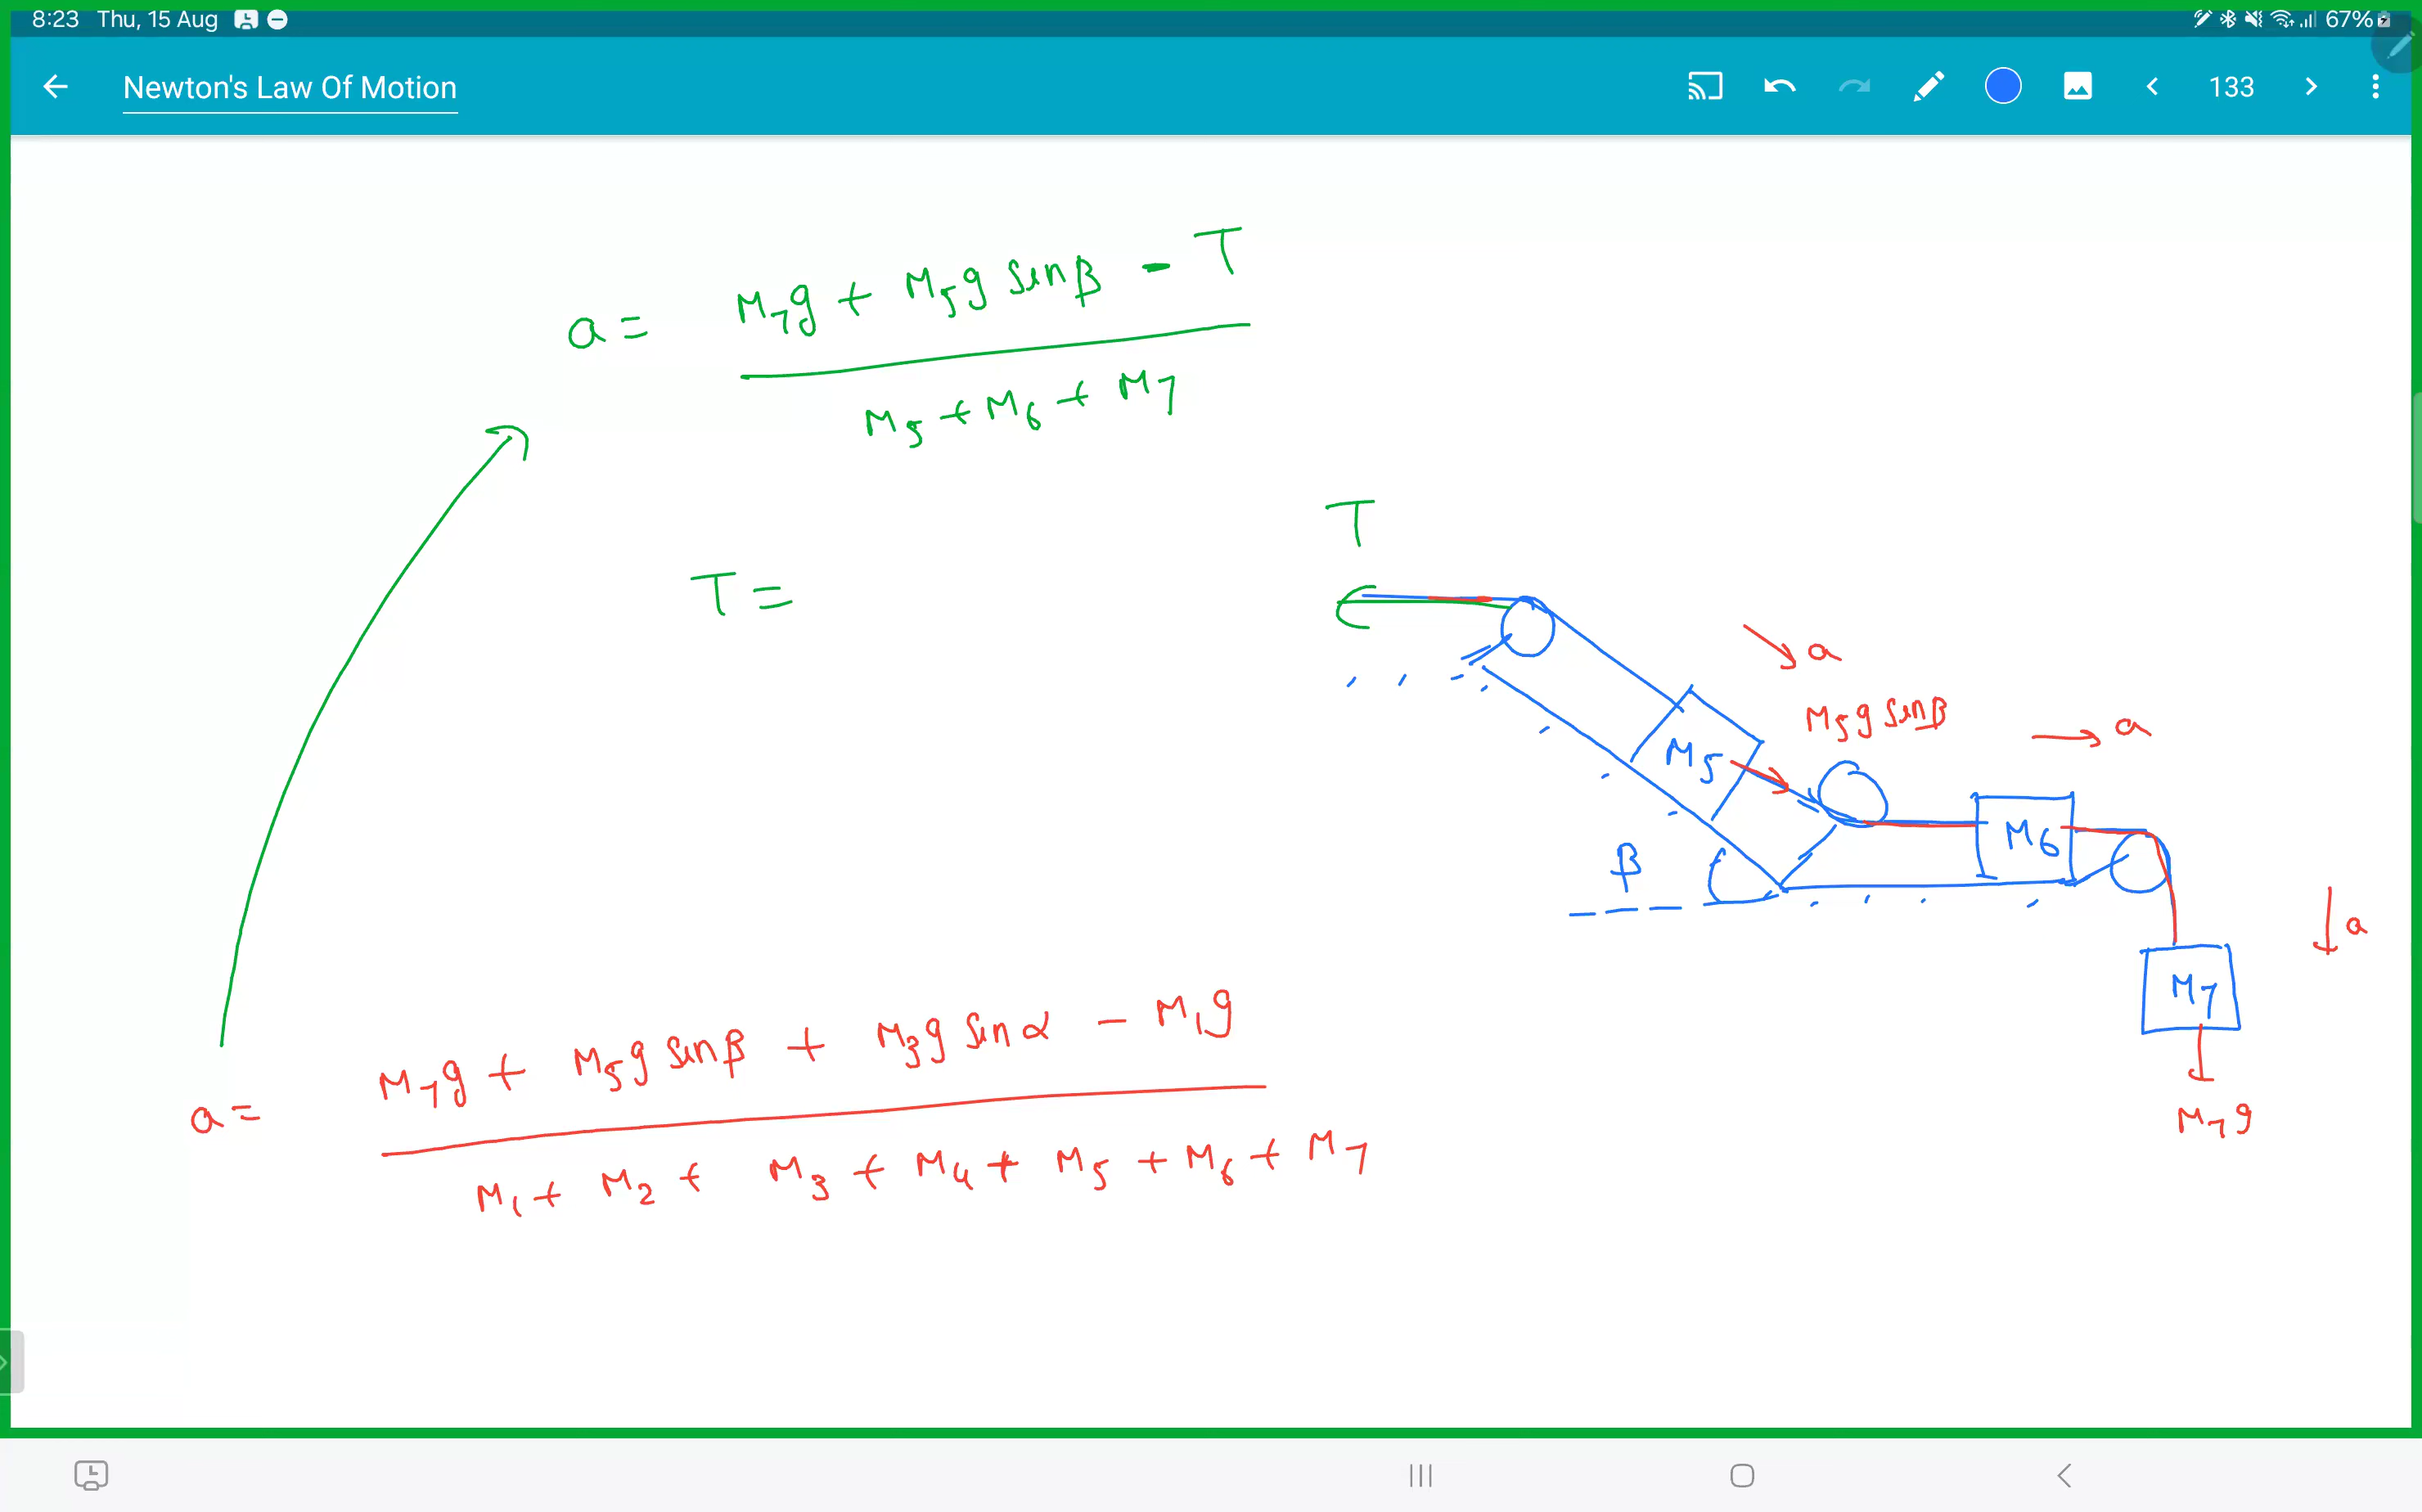 8:23 Thu, 15 Aug 67%
Newton's Law Of Motion 133
a = M₇g + M₅g sinβ - T
M₅ + M₆ + M₇
T
T =
a
M₅g sinβ
a
M₅
M₆
β
a
M₇
M₇g
a = M₇g + M₅g sinβ + M₃g sinα - M₁g
M₁ + M₂ + M₃ + M₄ + M₅ + M₆ + M₇